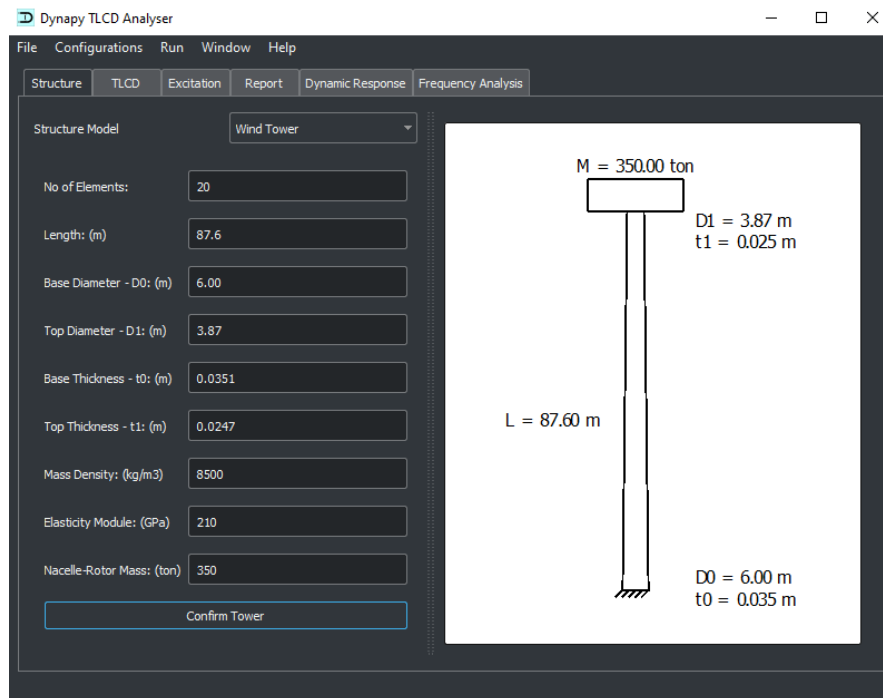 Dynapy TLCD Analyser
File Configurations Run Window Help
Structure TLCD Excitation Report Dynamic Response Frequency Analysis
Structure Model Wind Tower
No of Elements: 20
Length: (m) 87.6
Base Diameter - D0: (m) 6.00
Top Diameter - D1: (m) 3.87
Base Thickness - t0: (m) 0.0351
Top Thickness - t1: (m) 0.0247
Mass Density: (kg/m3) 8500
Elasticity Module: (GPa) 210
Nacelle-Rotor Mass: (ton) 350
Confirm Tower
M = 350.00 ton
D1 = 3.87 m
t1 = 0.025 m
L = 87.60 m
D0 = 6.00 m
t0 = 0.035 m